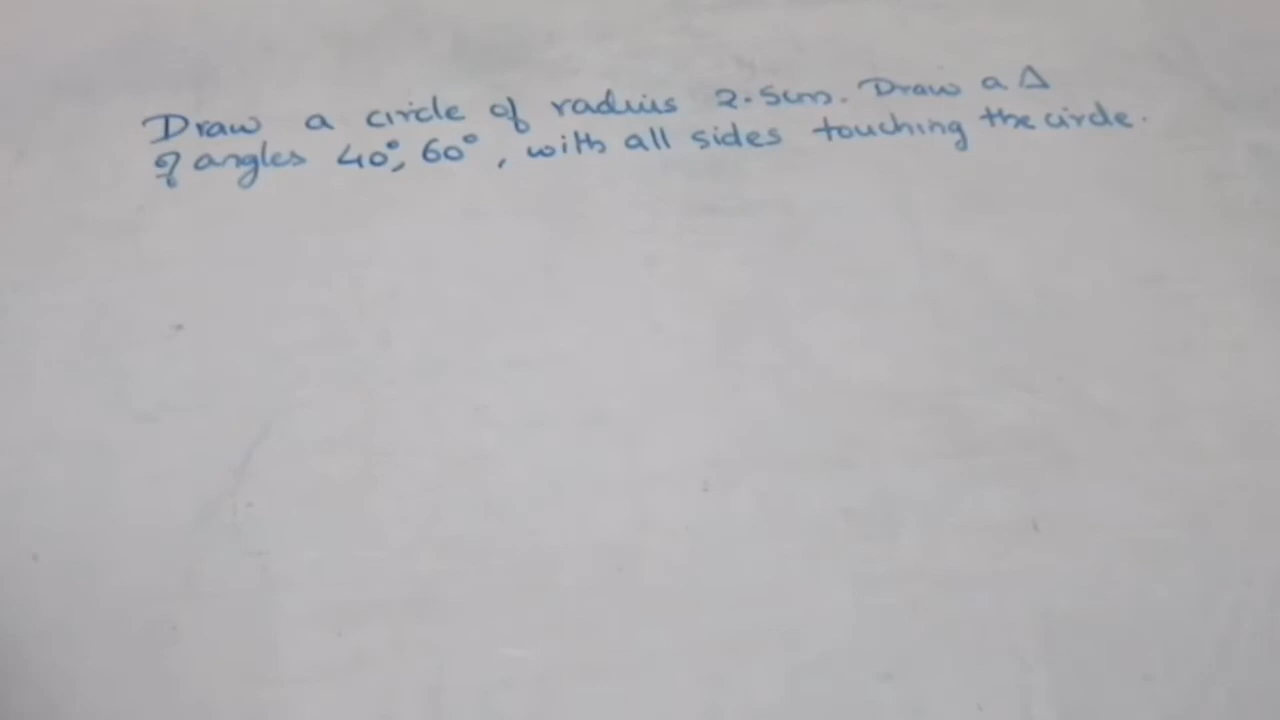 Draw a circle of radius 2.5cm. Draw a Δ
of angles 40°, 60°, with all sides touching the circle.